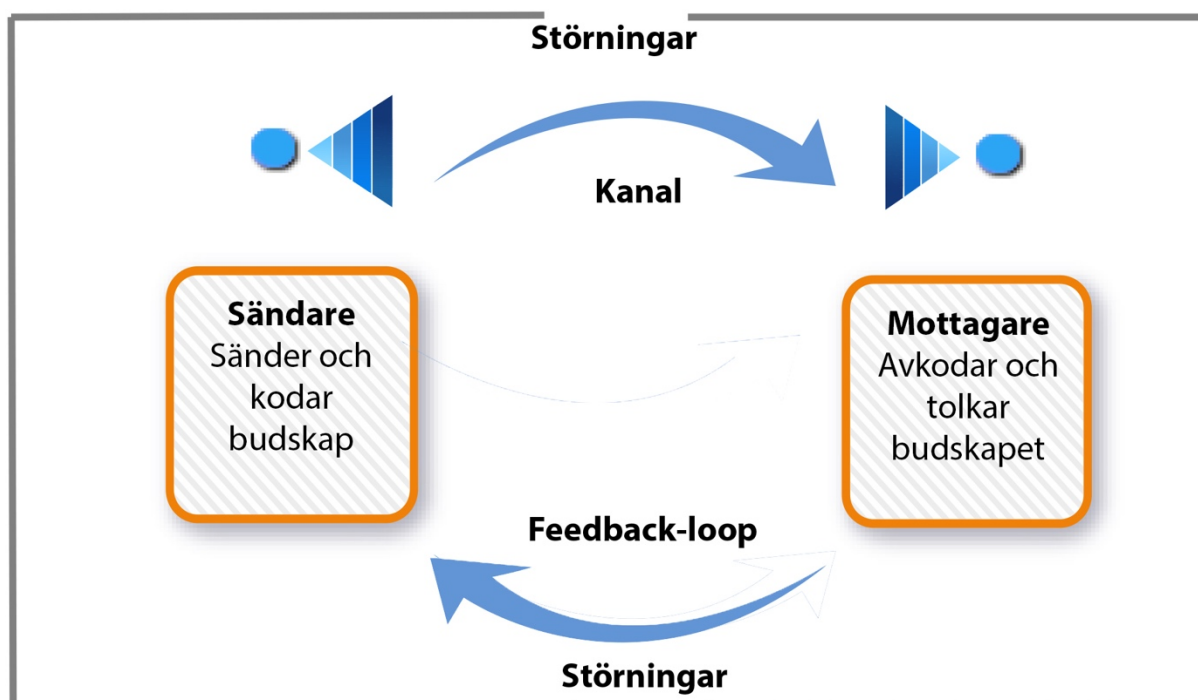 Störningar
Kanal
Sändare
Sänder och
kodar
budskap
Mottagare
Avkodar och
tolkar
budskapet
Feedback-loop
Störningar